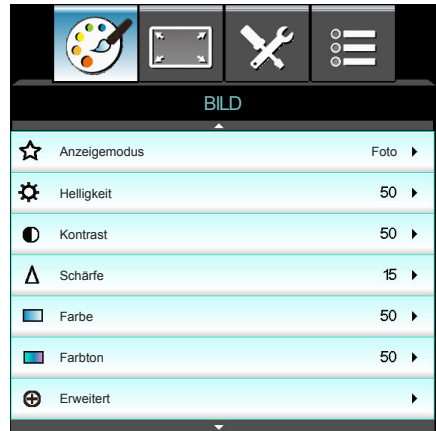 BILD
Anzeigemodus Foto
Helligkeit 50
Kontrast 50
Schärfe 15
Farbe 50
Farbton 50
Erweitert